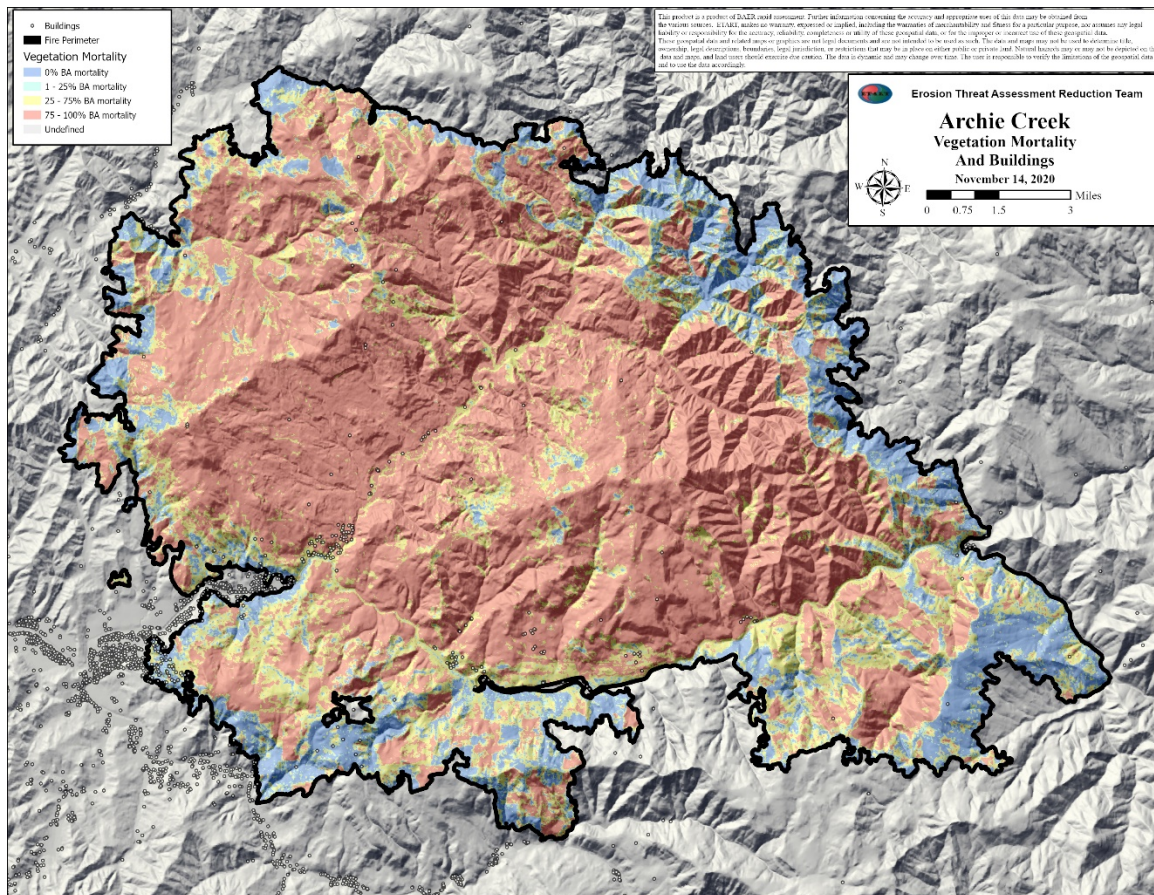 Buildings
Fire Perimeter
Vegetation Mortality
0% BA mortality
1 - 25% BA mortality
25 - 75% BA mortality
75 - 100% BA mortality
Undefined
This product is a product of BAER rapid assessment. Further information concerning the accuracy and appropriate uses of this data may be obtained from
the various sources. ETART, makes no warranty, expressed or implied, including the warranties of merchantability and fitness for a particular purpose, nor assumes any legal
liability or responsibility for the accuracy, reliability, completeness or utility of these geospatial data, or for the improper or incorrect use of these geospatial data.
These geospatial data and related maps or graphics are not legal documents and are not intended to be used as such. The data and maps may not be used to determine title,
ownership, legal descriptions, boundaries, legal jurisdiction, or restrictions that may be in place on either public or private land. Natural hazards may or may not be depicted on the
data and maps, and land users should exercise due caution. The data is dynamic and may change over time. The user is responsible to verify the limitations of the geospatial data
and to use the data accordingly.
Erosion Threat Assessment Reduction Team
Archie Creek
Vegetation Mortality
And Buildings
November 14, 2020
N
W E
S
Miles
0 0.75 1.5 3